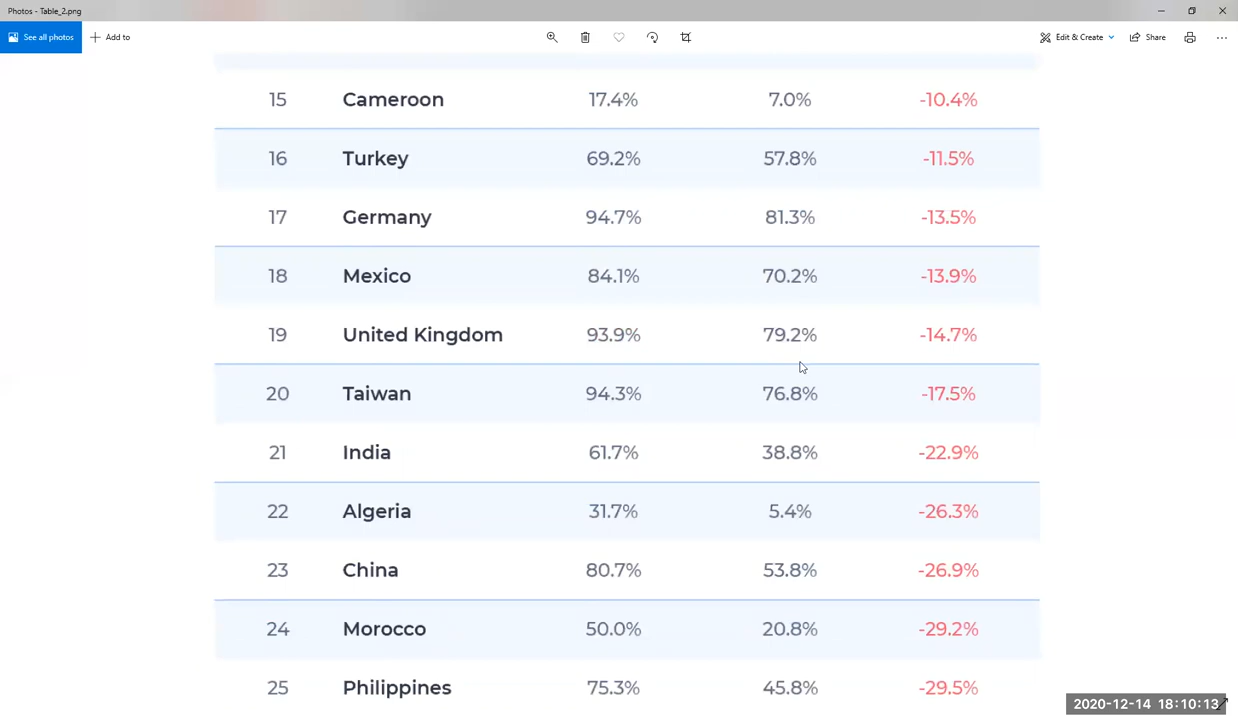 Photos - Table_2.png
See all photos + Add to Edit & Create Share
15 Cameroon 17.4% 7.0% -10.4%
16 Turkey 69.2% 57.8% -11.5%
17 Germany 94.7% 81.3% -13.5%
18 Mexico 84.1% 70.2% -13.9%
19 United Kingdom 93.9% 79.2% -14.7%
20 Taiwan 94.3% 76.8% -17.5%
21 India 61.7% 38.8% -22.9%
22 Algeria 31.7% 5.4% -26.3%
23 China 80.7% 53.8% -26.9%
24 Morocco 50.0% 20.8% -29.2%
25 Philippines 75.3% 45.8% -29.5%
2020-12-14 18:10:13